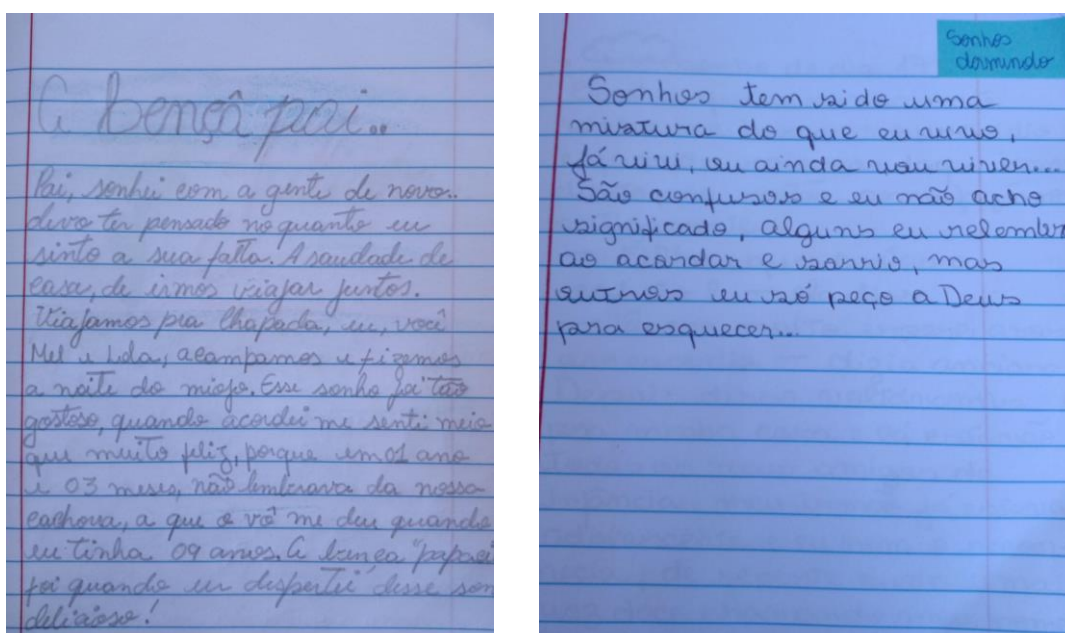 A bençâ pai...
Pai, sonhei com a gente de novo..
devo ter pensado no quanto eu
sinto a sua falta. A saudade de
casa, de irmos viajar juntos.
Viajamos pra Chapada, eu, você
Mel e Lola, acampamos e fizemos
a noite do miojo. Esse sonho foi tão
gostoso, quando acordei me senti meio
que muito feliz, porque em 01 ano
e 03 meses, não lembrava da nossa
cachoua, a que o vô me deu quando
eu tinha 09 anos. A bença "papai
foi quando eu despertei desse son
delicioso!
Sonhos
dormindo
Sonhos tem sido uma
mistura do que eu vivo,
já vivi, ou ainda vou viver...
São confusos e eu não acho
significado, alguns eu relembr
ao acordar e sorrio, mas
outros eu só peço a Deus
pra esquecer...